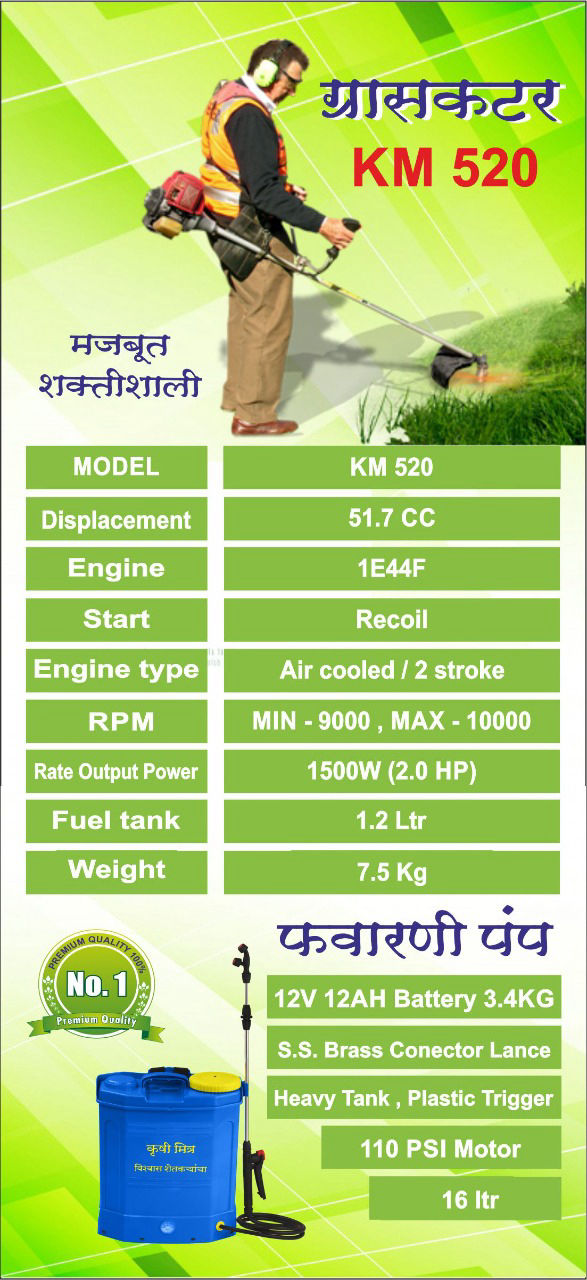 ग्रासकटर
KM 520
मजबूत
शक्तीशाली
MODEL KM 520
Displacement 51.7 CC
Engine 1E44F
Start Recoil
Engine type Air cooled / 2 stroke
RPM MIN - 9000 , MAX - 10000
Rate Output Power 1500W (2.0 HP)
Fuel tank 1.2 Ltr
Weight 7.5 Kg
फवारणी पंप
PREMIUM QUALITY 100%
No. 1
Premium Quality
12V 12AH Battery 3.4KG
S.S. Brass Conector Lance
Heavy Tank , Plastic Trigger
110 PSI Motor
16 ltr
कृषी मित्र
विश्वास शेतकऱ्यांचा